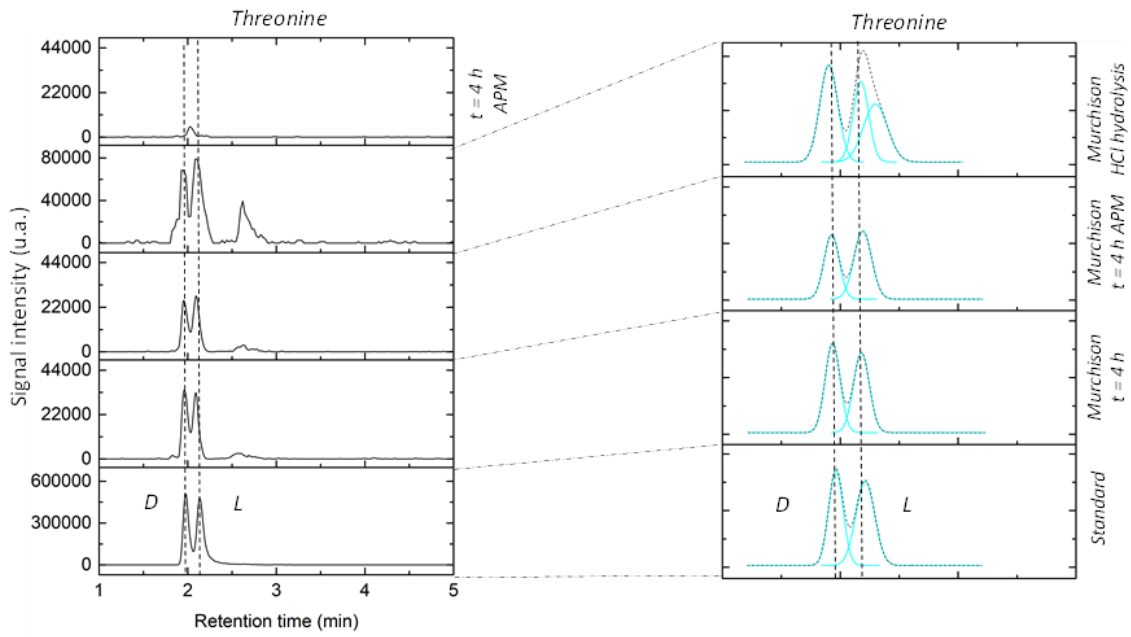 Threonine
Threonine
Signal intensity (u.a.)
44000
22000
0
80000
40000
0
44000
22000
0
44000
22000
0
600000
300000
0
D
L
1
2
3
4
5
Retention time (min)
t = 4 h
APM
Murchison
HCl hydrolysis
Murchison
t = 4 h APM
Murchison
t = 4 h
D
L
Standard